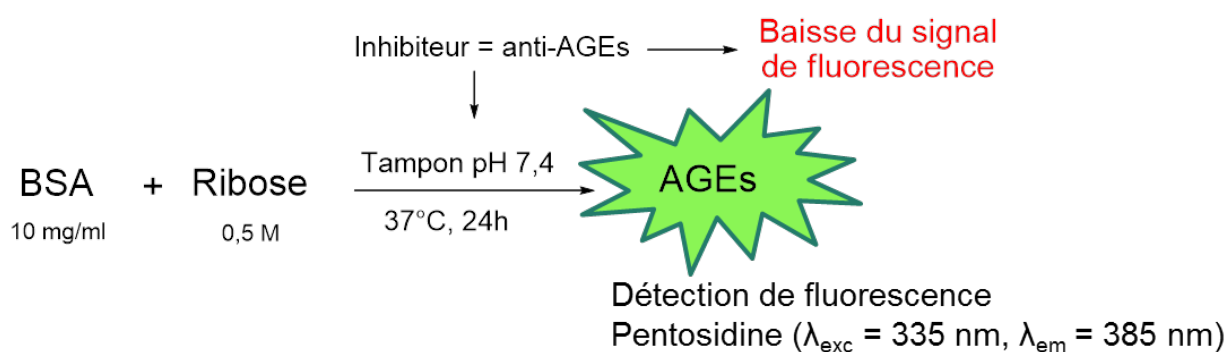 Inhibiteur = anti-AGEs
Baisse du signal
de fluorescence
BSA + Ribose
10 mg/ml
0,5 M
Tampon pH 7,4
37°C, 24h
AGEs
Détection de fluorescence
Pentosidine (λexc = 335 nm, λem = 385 nm)